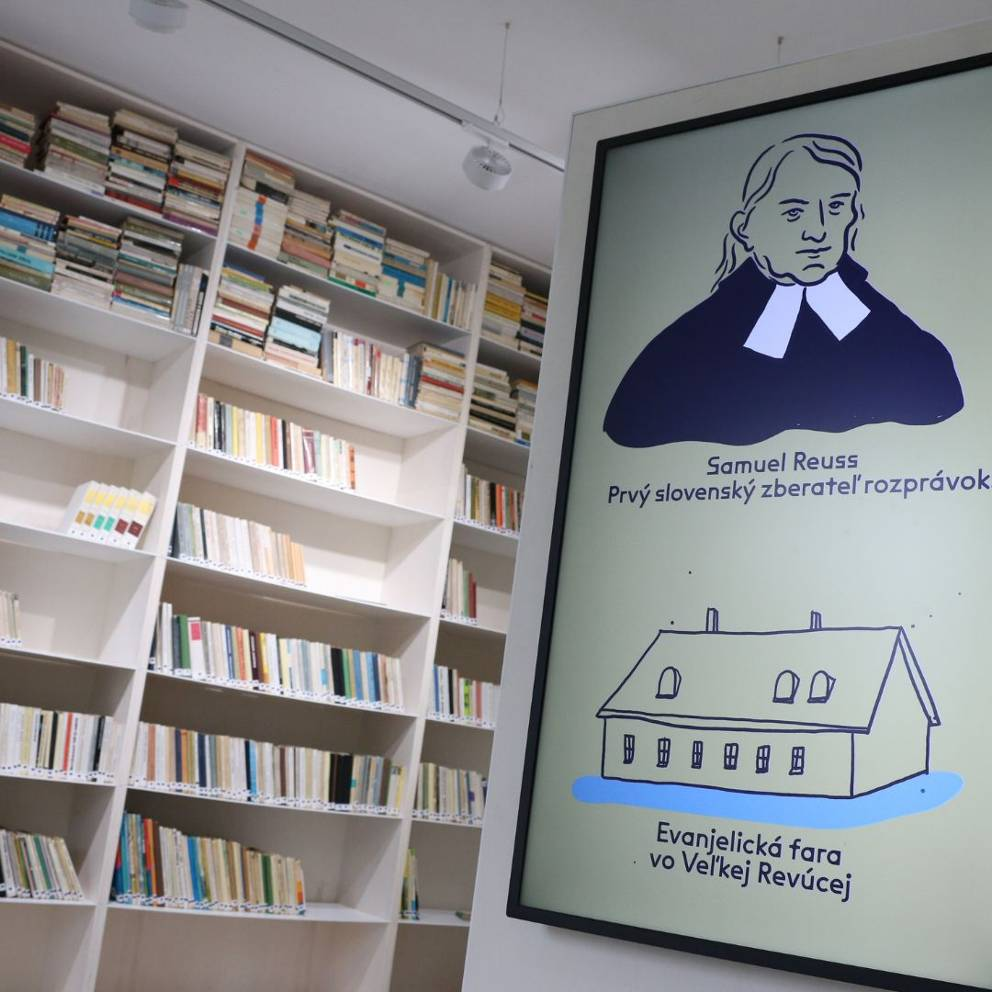 Samuel Reuss
Prvý slovenský zberateľ rozprávok
Evanjelická fara
vo Veľkej Revúcej